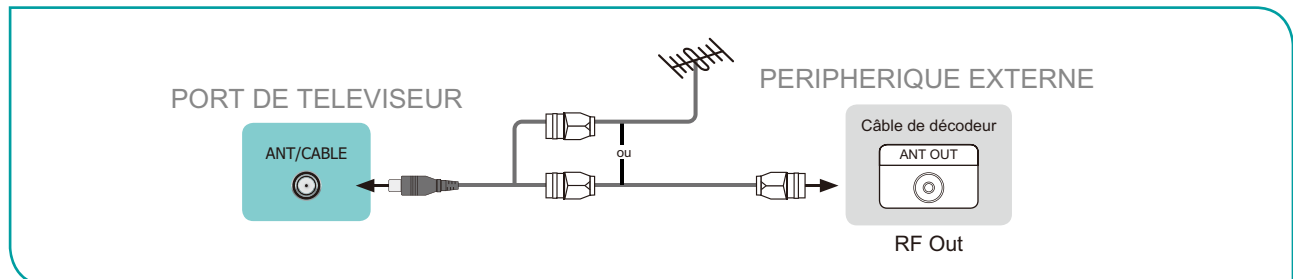 PORT DE TELEVISEUR
ANT/CABLE
ou
PERIPHERIQUE EXTERNE
Câble de décodeur
ANT OUT
RF Out